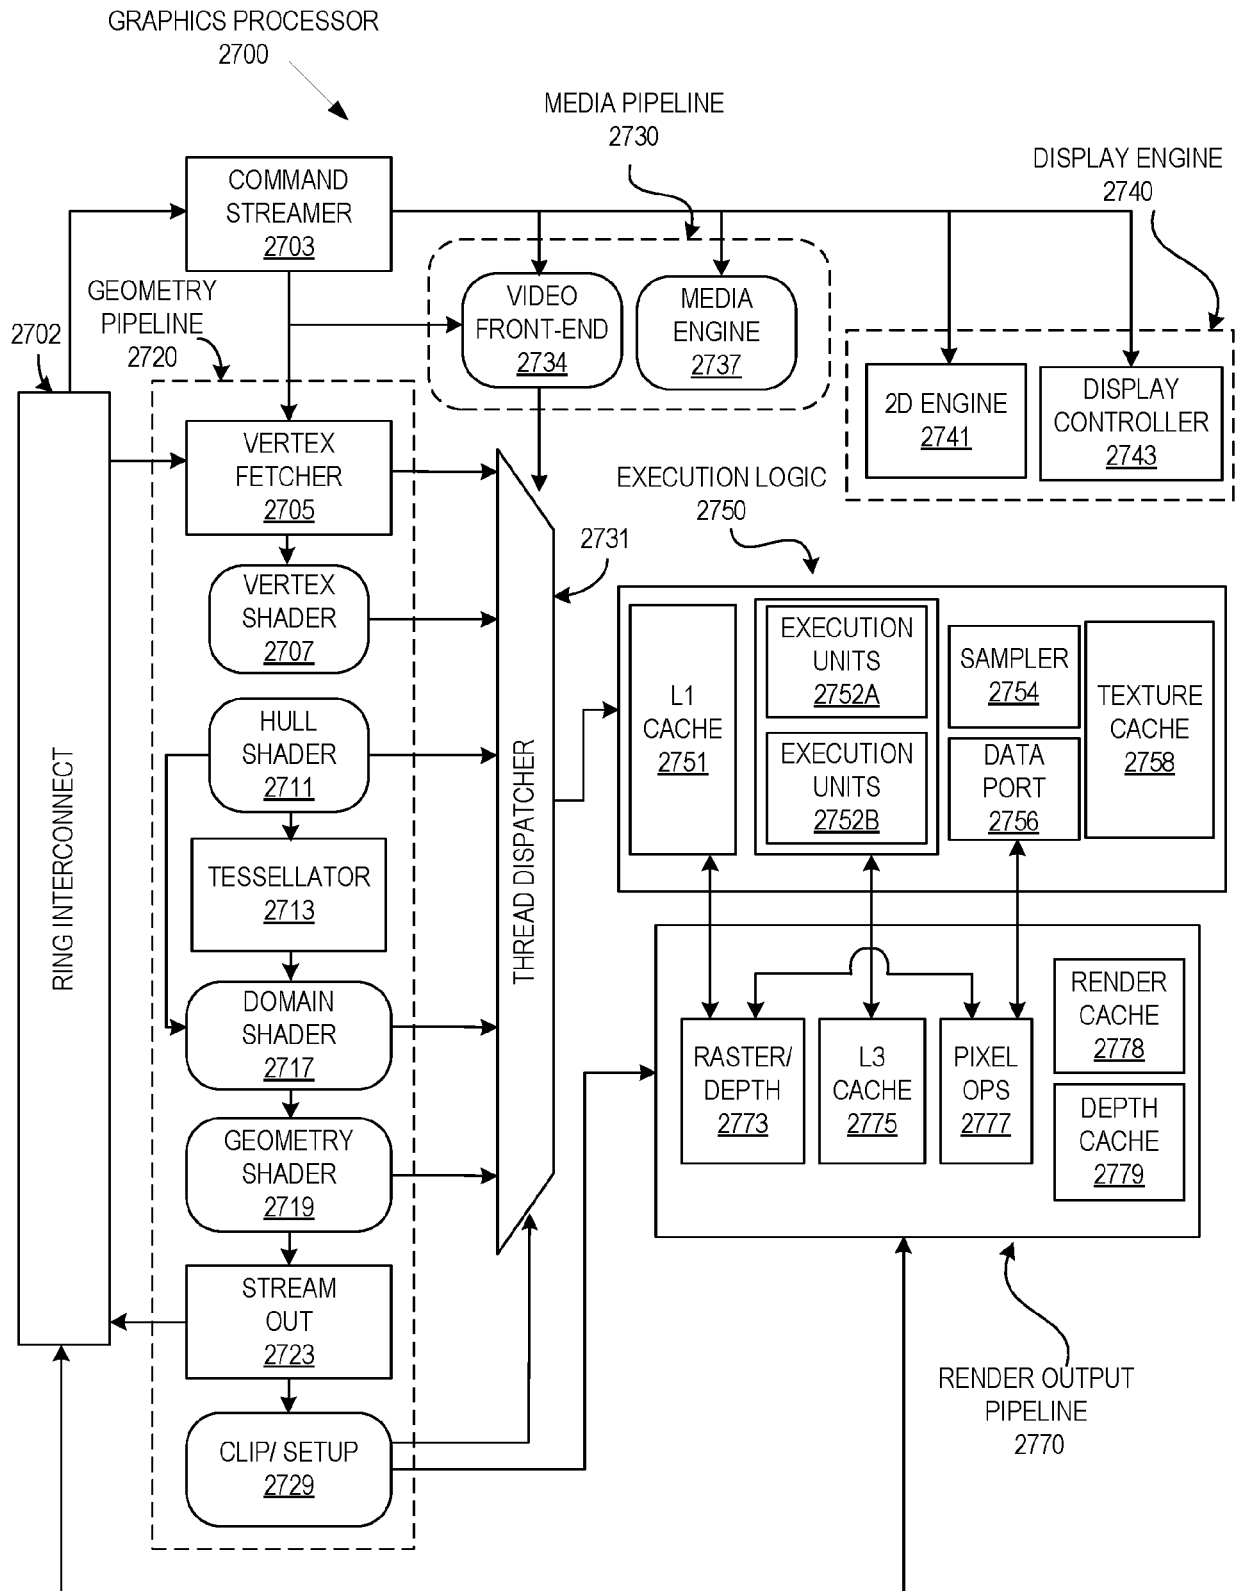 GRAPHICS PROCESSOR
2700
MEDIA PIPELINE
2730
DISPLAY ENGINE
2740
COMMAND
STREAMER
2703
GEOMETRY
PIPELINE
2720
2702
VIDEO
FRONT-END
2734
MEDIA
ENGINE
2737
2D ENGINE
2741
DISPLAY
CONTROLLER
2743
RING INTERCONNECT
VERTEX
FETCHER
2705
VERTEX
SHADER
2707
HULL
SHADER
2711
TESSELLATOR
2713
DOMAIN
SHADER
2717
GEOMETRY
SHADER
2719
STREAM
OUT
2723
CLIP/ SETUP
2729
THREAD DISPATCHER
2731
EXECUTION LOGIC
2750
L1
CACHE
2751
EXECUTION
UNITS
2752A
EXECUTION
UNITS
2752B
SAMPLER
2754
DATA
PORT
2756
TEXTURE
CACHE
2758
RASTER/
DEPTH
2773
L3
CACHE
2775
PIXEL
OPS
2777
RENDER
CACHE
2778
DEPTH
CACHE
2779
RENDER OUTPUT
PIPELINE
2770